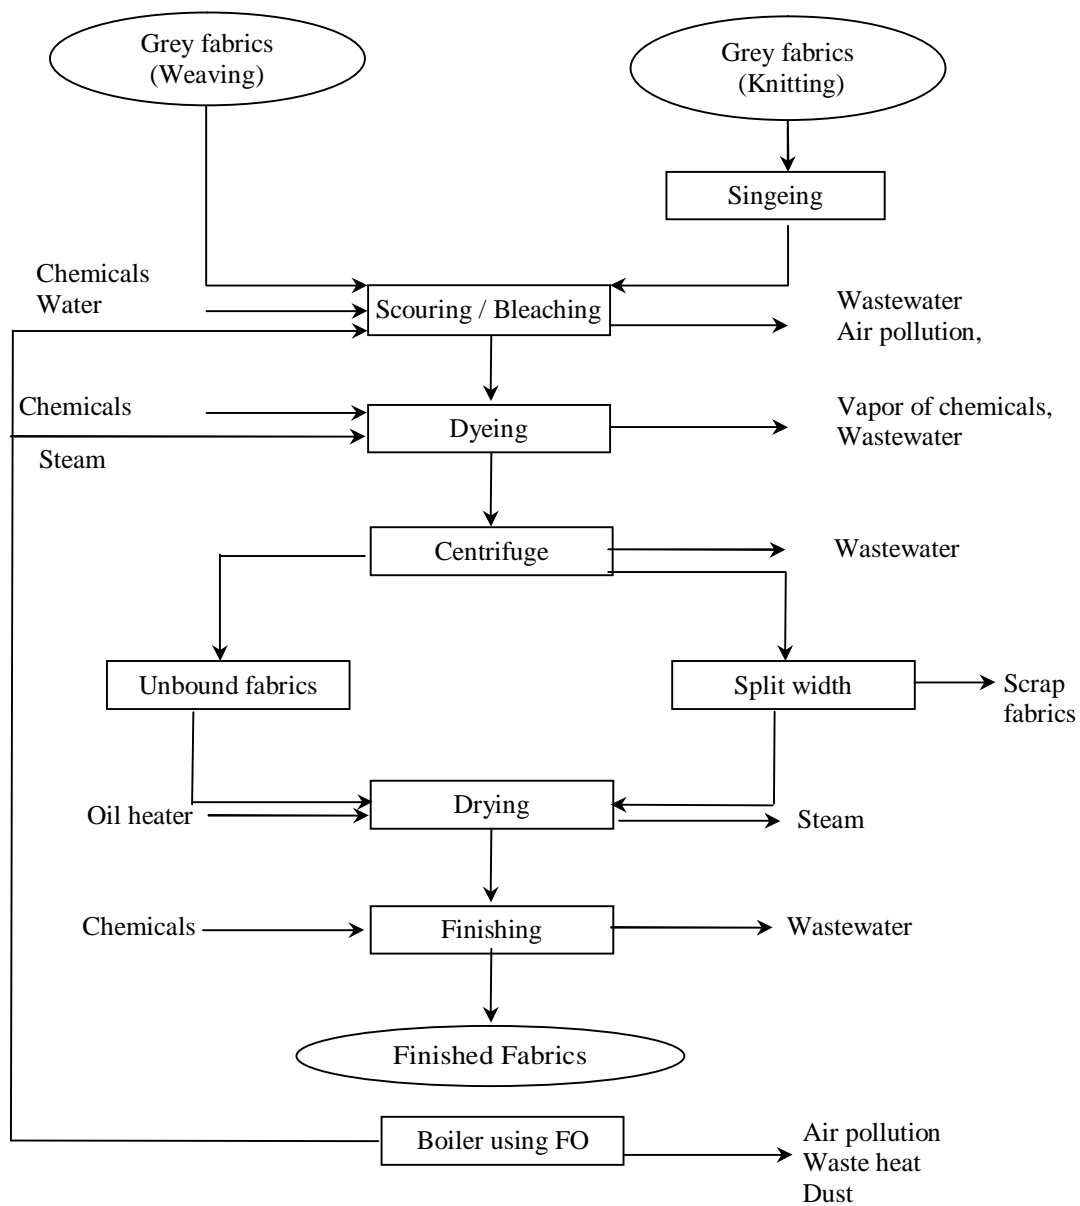 Grey fabrics
(Weaving)
Grey fabrics
(Knitting)
Singeing
Chemicals
Water
Scouring / Bleaching
Wastewater
Air pollution,
Chemicals
Steam
Dyeing
Vapor of chemicals,
Wastewater
Centrifuge
Wastewater
Unbound fabrics
Split width
Scrap
fabrics
Oil heater
Drying
Steam
Chemicals
Finishing
Wastewater
Finished Fabrics
Boiler using FO
Air pollution
Waste heat
Dust